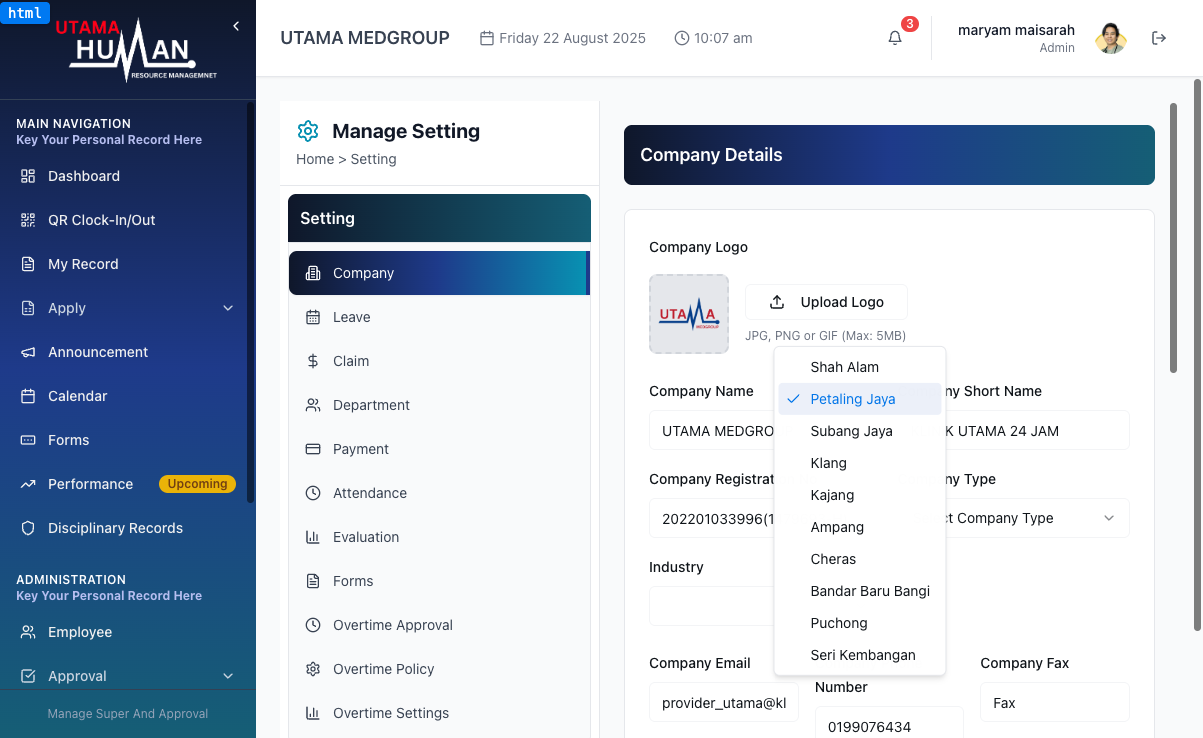 html
UTAMA
HUMAN
RESOURCE MANAGEMNET
UTAMA MEDGROUP
Friday 22 August 2025
10:07 am
3
maryam maisarah
Admin
MAIN NAVIGATION
Key Your Personal Record Here
Dashboard
QR Clock-In/Out
My Record
Apply
Announcement
Calendar
Forms
Performance
Upcoming
Disciplinary Records
ADMINISTRATION
Key Your Personal Record Here
Employee
Approval
Manage Super And Approval
Manage Setting
Home > Setting
Setting
Company
Leave
Claim
Department
Payment
Attendance
Evaluation
Forms
Overtime Approval
Overtime Policy
Overtime Settings
Company Details
Company Logo
UTAMA
MEDGROUP
Upload Logo
JPG, PNG or GIF (Max: 5MB)
Shah Alam
Petaling Jaya
Subang Jaya
Klang
Kajang
Ampang
Cheras
Bandar Baru Bangi
Puchong
Seri Kembangan
Company Name
ny Short Name
UTAMA MEDGRO
K UTAMA 24 JAM
Company Registrat
ny Type
202201033996(1
ct Company Type
Industry
Company Email
Number
Company Fax
provider_utama@kl
0199076434
Fax